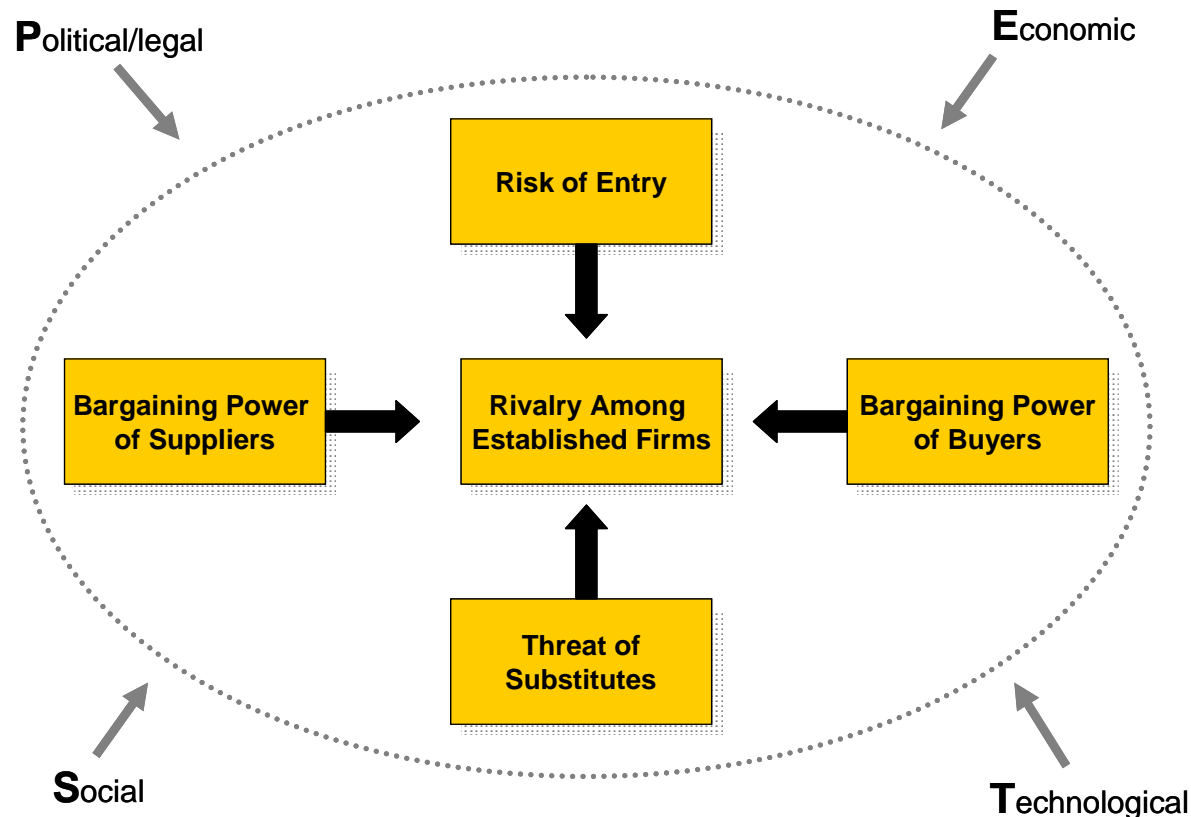 Political/legal
Economic
Risk of Entry
Bargaining Power
of Suppliers
Rivalry Among
Established Firms
Bargaining Power
of Buyers
Threat of
Substitutes
Social
Technological